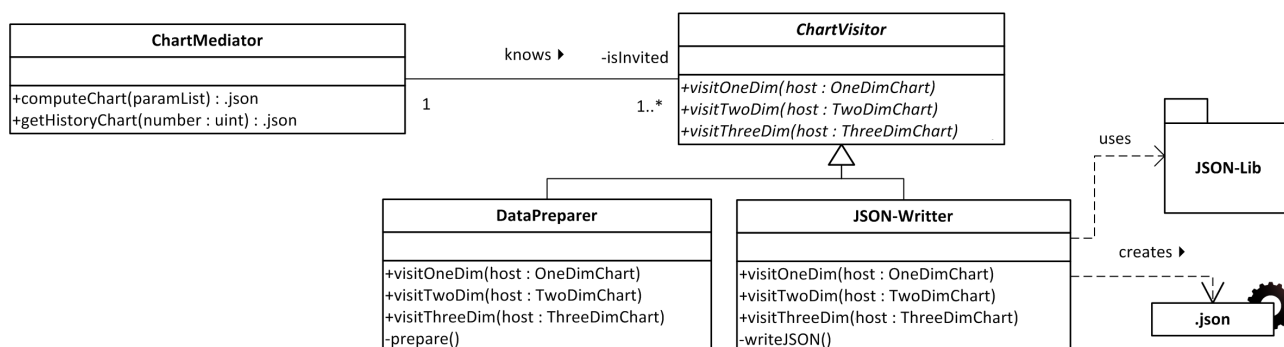 ChartMediator
+computeChart(paramList) : .json
+getHistoryChart(number : uint) : .json
knows
-isInvited
1
1..*
ChartVisitor
+visitOneDim(host : OneDimChart)
+visitTwoDim(host : TwoDimChart)
+visitThreeDim(host : ThreeDimChart)
DataPreparer
+visitOneDim(host : OneDimChart)
+visitTwoDim(host : TwoDimChart)
+visitThreeDim(host : ThreeDimChart)
-prepare()
JSON-Writter
+visitOneDim(host : OneDimChart)
+visitTwoDim(host : TwoDimChart)
+visitThreeDim(host : ThreeDimChart)
-writeJSON()
uses
JSON-Lib
creates
.json